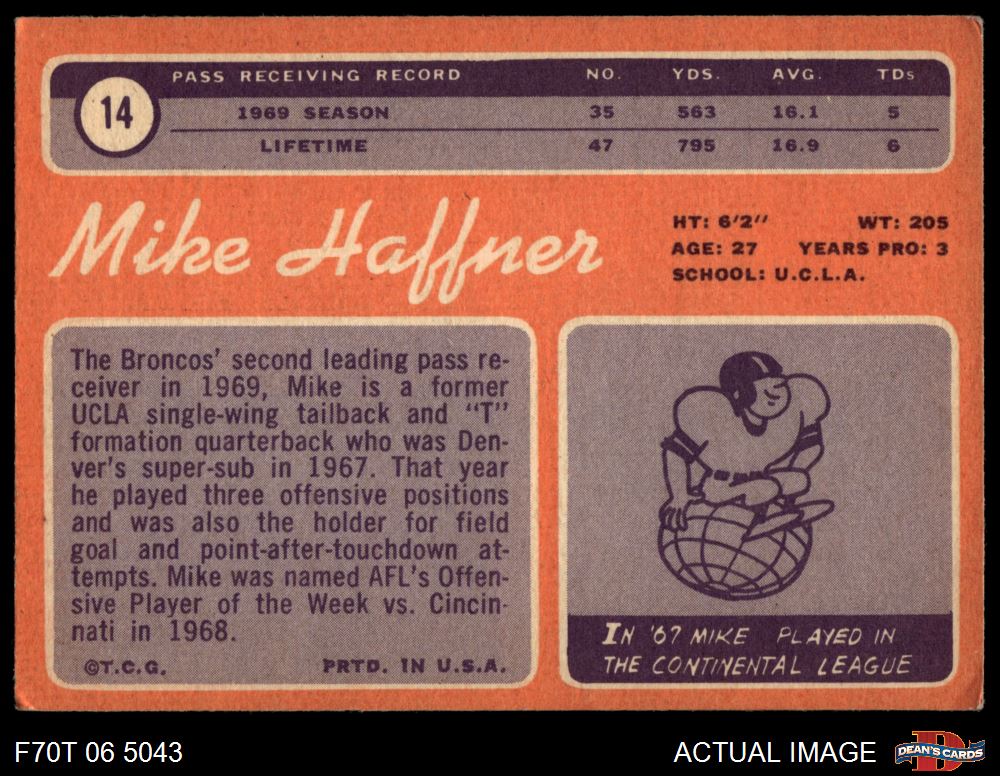 14
PASS RECEIVING RECORD NO. YDS. AVG. TDs
1969 SEASON 35 563 16.1 5
LIFETIME 47 795 16.9 6
Mike Haffner
HT: 6'2" WT: 205
AGE: 27 YEARS PRO: 3
SCHOOL: U.C.L.A.
The Broncos' second leading pass re-
ceiver in 1969, Mike is a former
UCLA single-wing tailback and "T"
formation quarterback who was Den-
ver's super-sub in 1967. That year
he played three offensive positions
and was also the holder for field
goal and point-after-touchdown at-
tempts. Mike was named AFL's Offen-
sive Player of the Week vs. Cincin-
nati in 1968.
©T.C.G. PRTD. IN U.S.A.
IN '67 MIKE PLAYED IN
THE CONTINENTAL LEAGUE
F70T 06 5043
ACTUAL IMAGE
DEAN'S CARDS